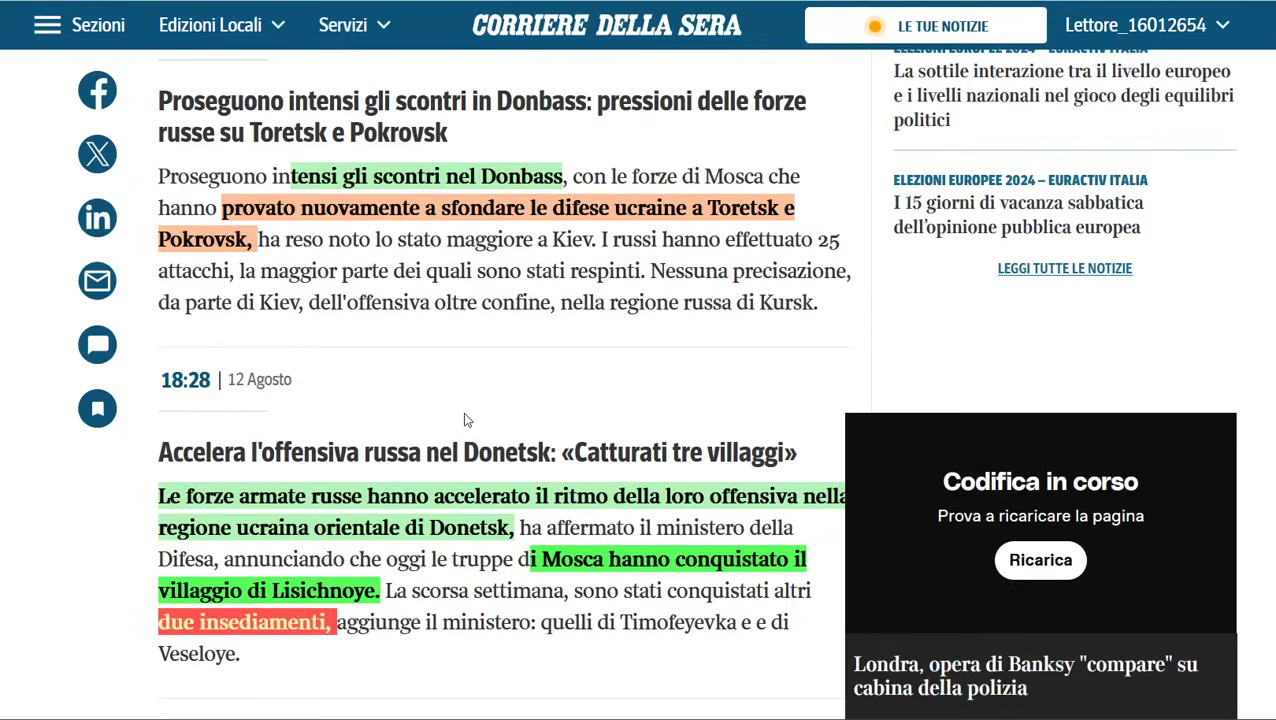 Sezioni
Edizioni Locali
Servizi
CORRIERE DELLA SERA
LE TUE NOTIZIE
Lettore_16012654
Proseguono intensi gli scontri in Donbass: pressioni delle forze
russe su Toretsk e Pokrovsk
Proseguono intensi gli scontri nel Donbass, con le forze di Mosca che
hanno provato nuovamente a sfondare le difese ucraine a Toretsk e
Pokrovsk, ha reso noto lo stato maggiore a Kiev. I russi hanno effettuato 25
attacchi, la maggior parte dei quali sono stati respinti. Nessuna precisazione,
da parte di Kiev, dell'offensiva oltre confine, nella regione russa di Kursk.
18:28 | 12 Agosto
Accelera l'offensiva russa nel Donetsk: «Catturati tre villaggi»
Le forze armate russe hanno accelerato il ritmo della loro offensiva nella
regione ucraina orientale di Donetsk, ha affermato il ministero della
Difesa, annunciando che oggi le truppe di Mosca hanno conquistato il
villaggio di Lisichnoye. La scorsa settimana, sono stati conquistati altri
due insediamenti, aggiunge il ministero: quelli di Timofeyevka e e di
Veseloye.
ELEZIONI EUROPEE 2024 – EURACTIV ITALIA
La sottile interazione tra il livello europeo
e i livelli nazionali nel gioco degli equilibri
politici
ELEZIONI EUROPEE 2024 – EURACTIV ITALIA
I 15 giorni di vacanza sabbatica
dell'opinione pubblica europea
LEGGI TUTTE LE NOTIZIE
Codifica in corso
Prova a ricaricare la pagina
Ricarica
Londra, opera di Banksy "compare" su
cabina della polizia